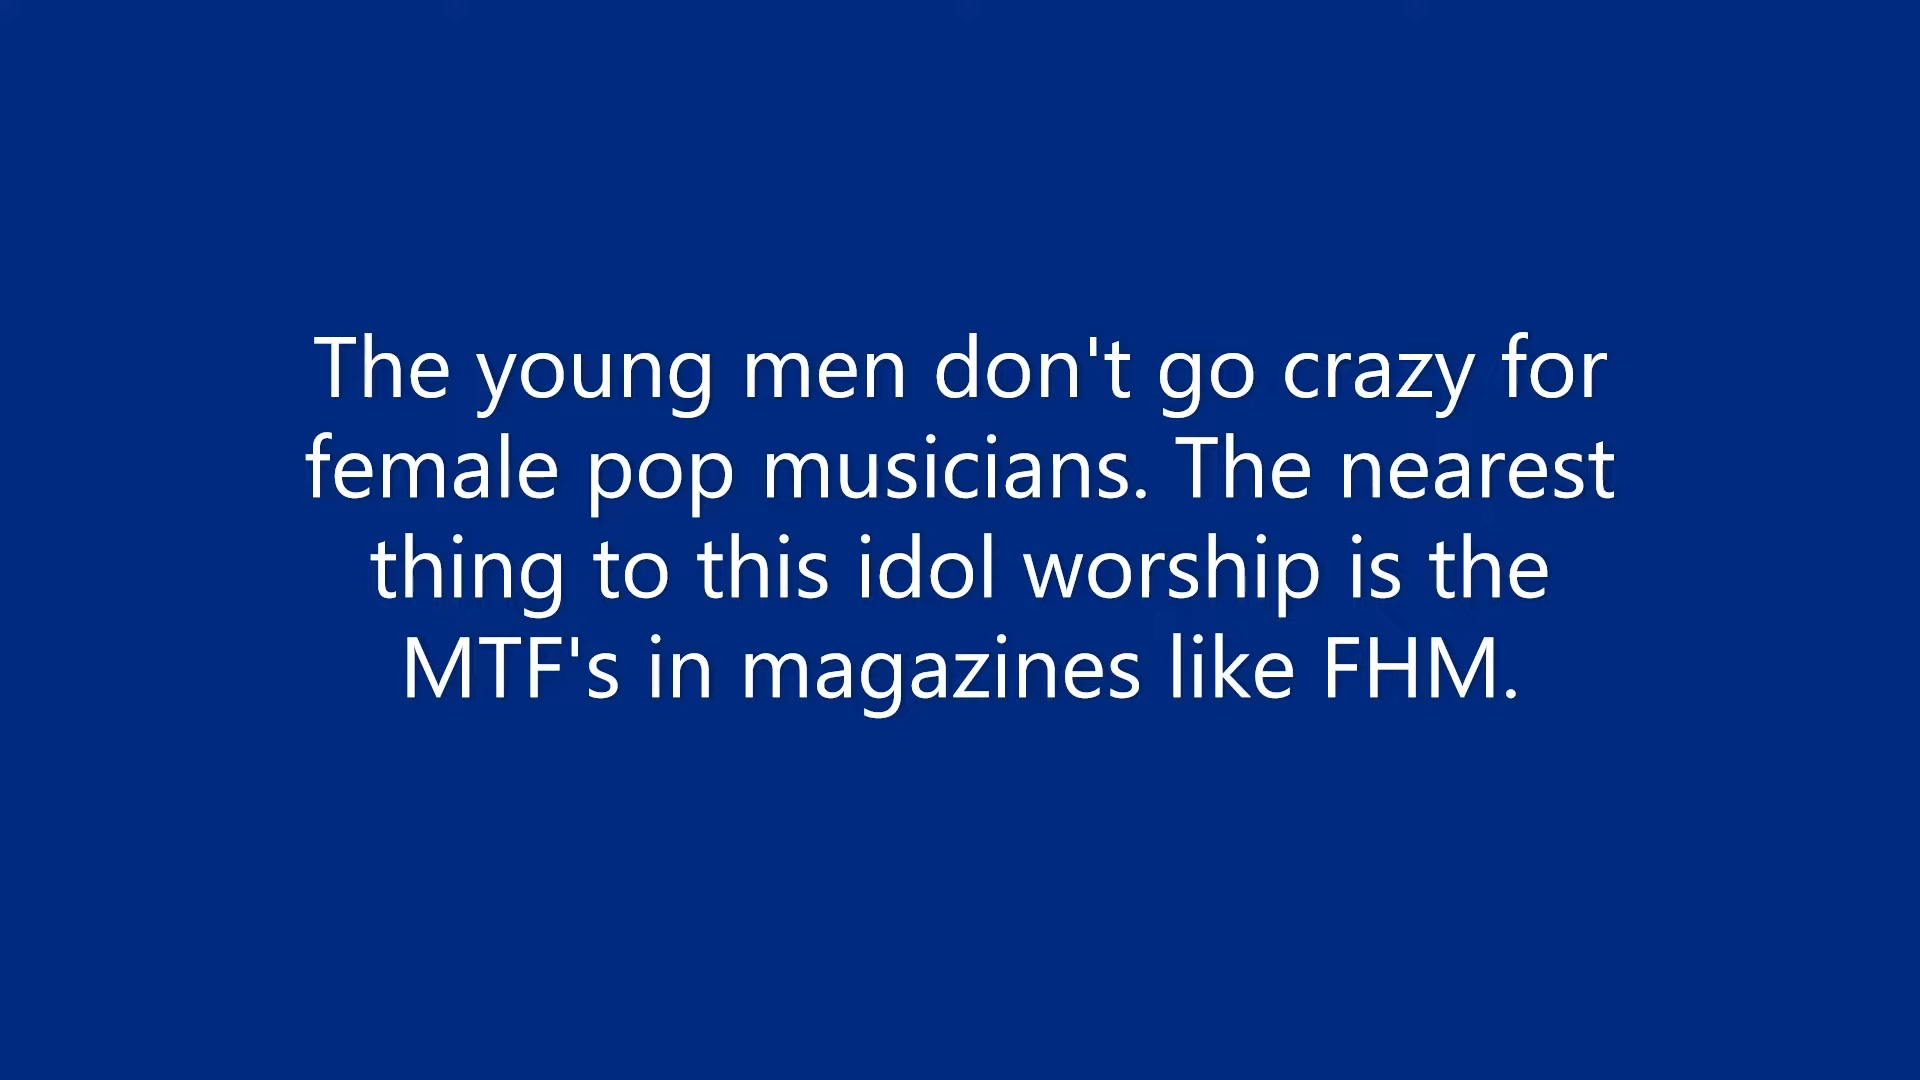 The young men don't go crazy for
female pop musicians. The nearest
thing to this idol worship is the
MTF's in magazines like FHM.